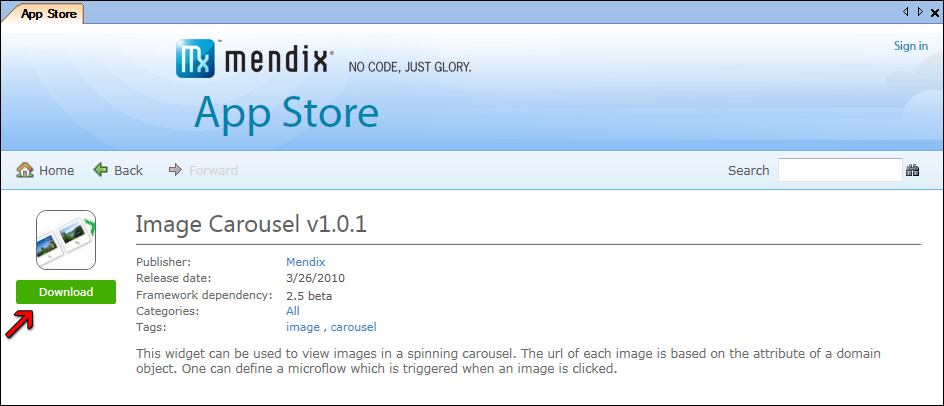 App Store
Sign in
Mx ™ mendix® NO CODE, JUST GLORY.
App Store
Home Back Forward Search
Image Carousel v1.0.1
Publisher: Mendix
Release date: 3/26/2010
Download
Framework dependency: 2.5 beta
Categories: All
Tags: image , carousel
This widget can be used to view images in a spinning carousel. The url of each image is based on the attribute of a domain
object. One can define a microflow which is triggered when an image is clicked.